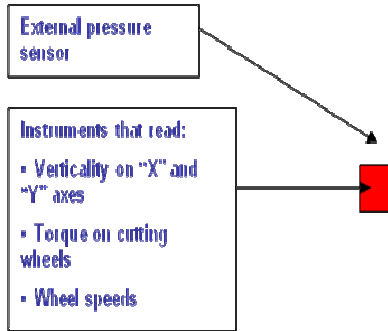 External pressure
sensor
Instruments that read:
▪ Verticality on “X” and
“Y” axes
▪ Torque on cutting
wheels
▪ Wheel speeds